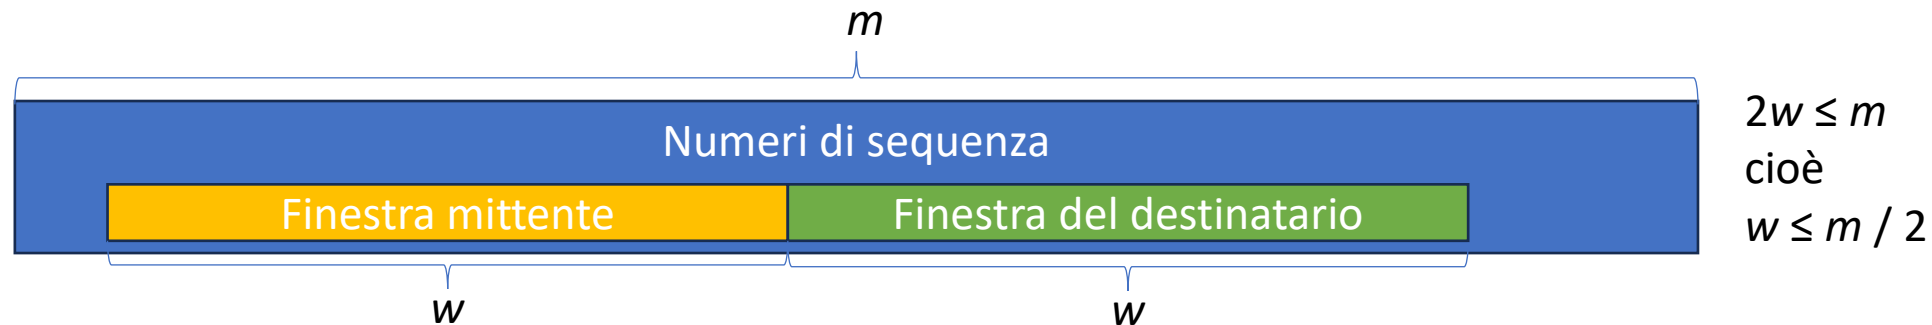 m
Numeri di sequenza
Finestra mittente
Finestra del destinatario
w
w
2w ≤ m
cioè
w ≤ m / 2